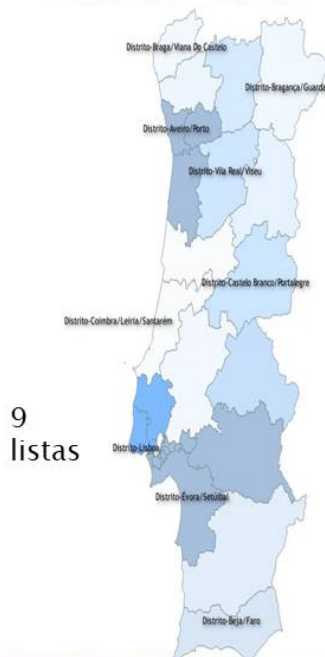 Distrito-Braga/Viana Do Castelo
Distrito-Bragança/Guarda
Distrito-Aveiro/Porto
Distrito-Vila Real/Viseu
Distrito-Castelo Branco/Portalegre
Distrito-Coimbra/Leiria/Santarém
9
listas
Distrito-Lisboa
Distrito-Évora/Setúbal
Distrito-Beja/Faro